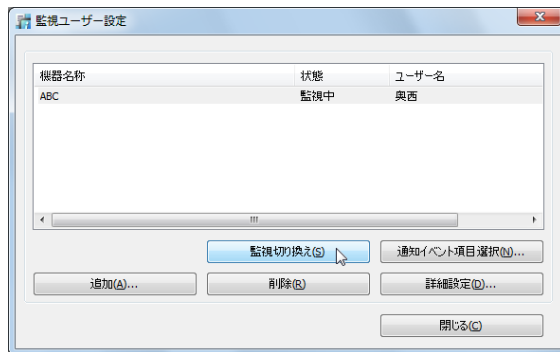 監視ユーザー設定
機器名称 状態 ユーザー名
ABC 監視中 奥西
監視切り換え(S) 通知イベント項目選択(N)...
追加(A)... 削除(R) 詳細設定(D)...
閉じる(C)